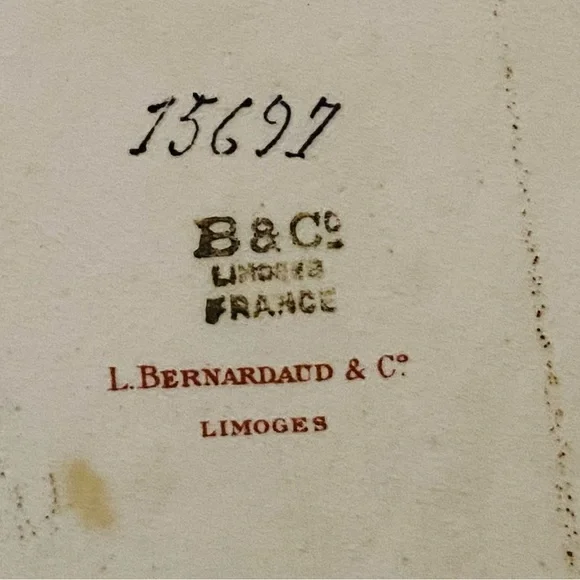 15697
B & Cº
LIMOGES
FRANCE
L. BERNARDAUD & Cº
LIMOGES